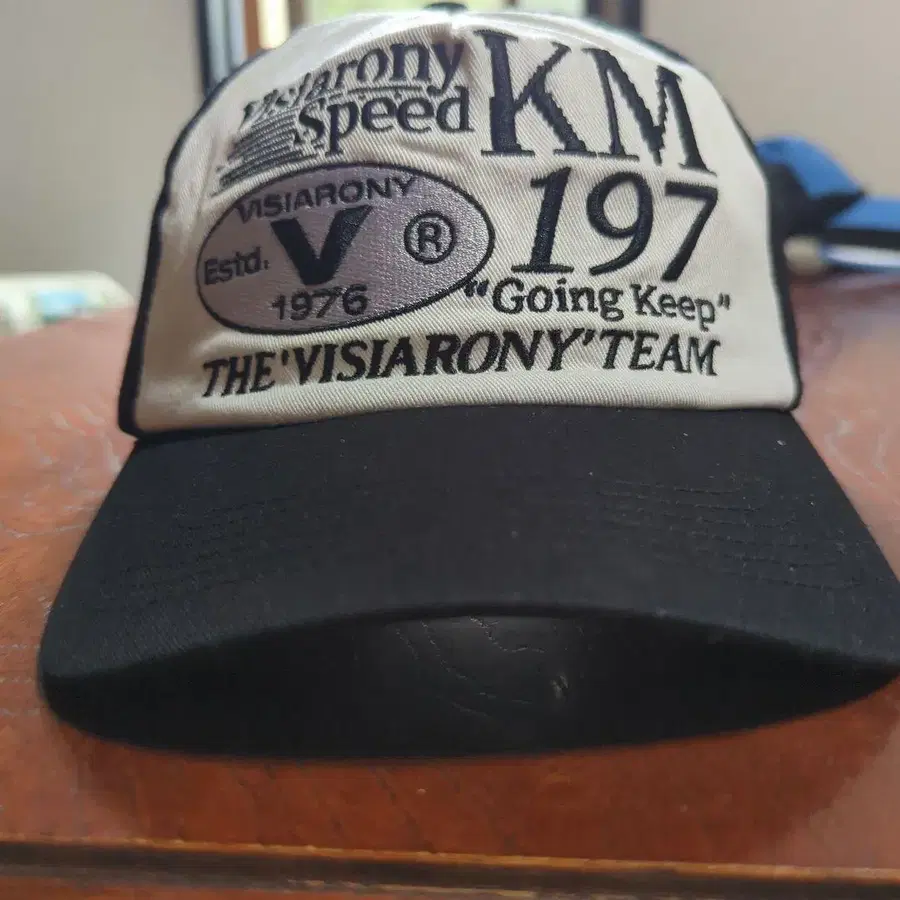 Visiarony
Speed
KM
197
VISIARONY
Estd. V ®
1976
"Going Keep"
THE'VISIARONY'TEAM